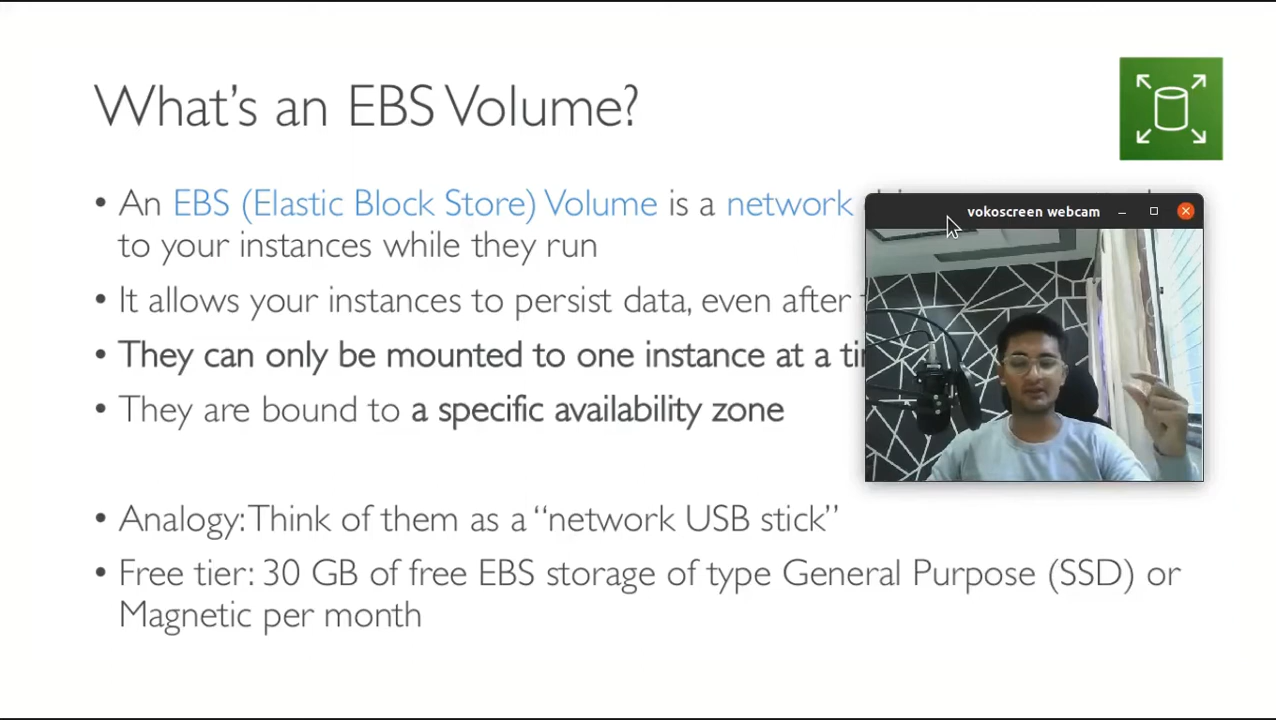 What's an EBS Volume?
• An EBS (Elastic Block Store) Volume is a network
to your instances while they run
• It allows your instances to persist data, even after
• They can only be mounted to one instance at a
• They are bound to a specific availability zone
vokoscreen webcam
• Analogy: Think of them as a “network USB stick”
• Free tier: 30 GB of free EBS storage of type General Purpose (SSD) or
Magnetic per month